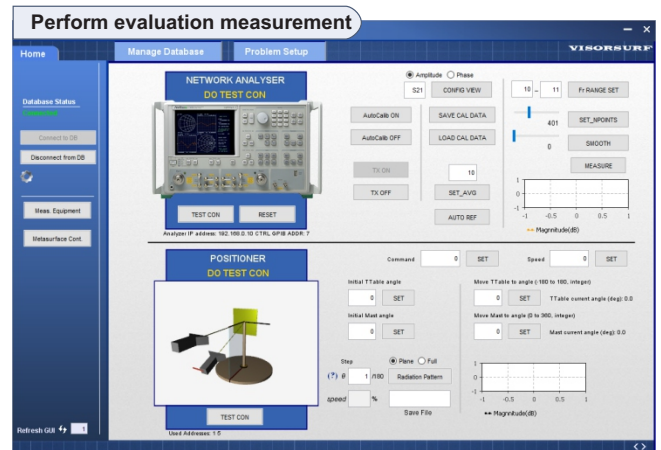 Perform evaluation measurement
Home
Manage Database
Problem Setup
VISORSURF
Database Status
Connected
Connect to DB
Disconnect from DB
Meas. Equipment
Metasurface Cont.
Refresh GUI
1
NETWORK ANALYSER
DO TEST CON
TEST CON
RESET
Analyzer IP address: 192.168.0.10 CTRL GPIB ADDR: 7
Amplitude
Phase
S21
CONFIG VIEW
10 - 11
Fr RANGE SET
AutoCalib ON
SAVE CAL DATA
401
SET_NPOINTS
AutoCalib OFF
LOAD CAL DATA
0
SMOOTH
MEASURE
TX ON
10
TX OFF
SET_AVG
AUTO REF
1
0
-1
-1 -0.5 0 0.5 1
Magnnitude(dB)
POSITIONER
DO TEST CON
TEST CON
Used Addresses: 1 5
Command 0 SET
Speed 0 SET
Initial TTable angle
0 SET
Initial Mast angle
0 SET
Move TTable to angle (-180 to 180, integer)
0 SET TTable current angle (deg): 0.0
Move Mast to angle (0 to 360, integer)
0 SET Mast current angle (deg): 0.0
Step
Plane
Full
(?) θ 1 /180
Radiation Pattern
speed %
Save File
1
0
-1
-1 -0.5 0 0.5 1
Magnnitude(dB)